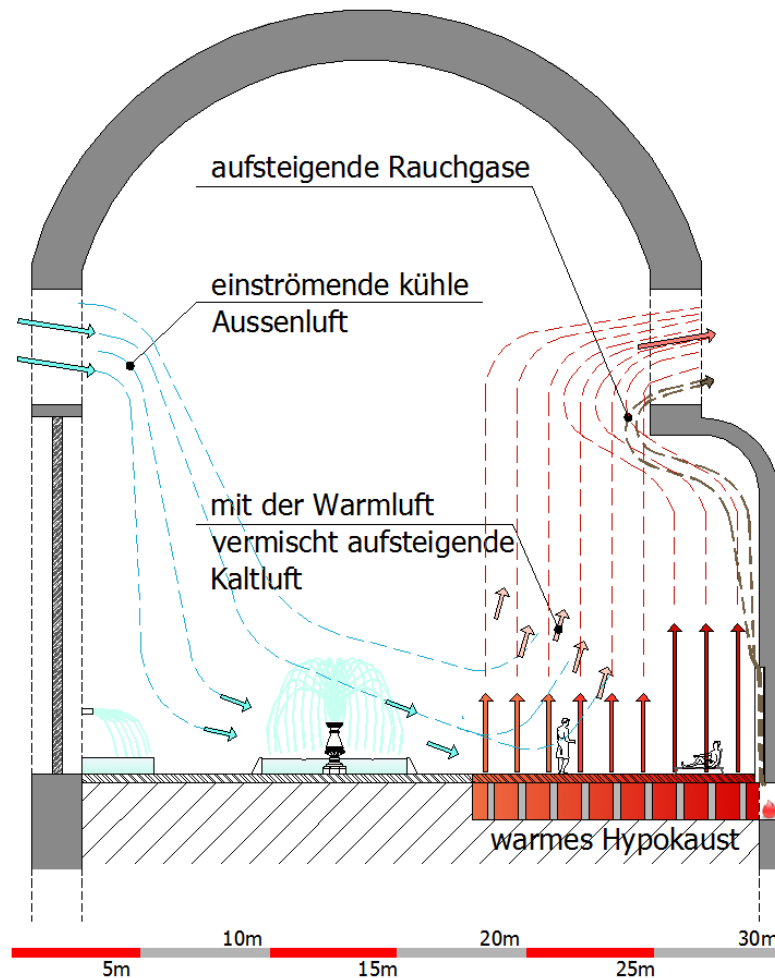 aufsteigende Rauchgase
einströmende kühle
Aussenluft
mit der Warmluft
vermischt aufsteigende
Kaltluft
warmes Hypokaust
10m 20m 30m
5m 15m 25m